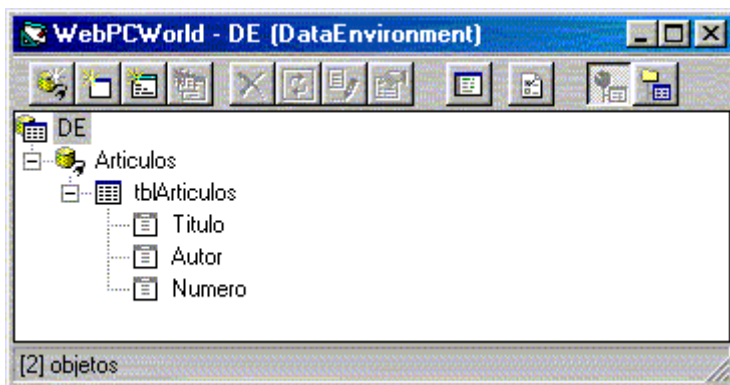 WebPCWorld - DE (DataEnvironment)
DE
Articulos
tblArticulos
Titulo
Autor
Numero
[2] objetos